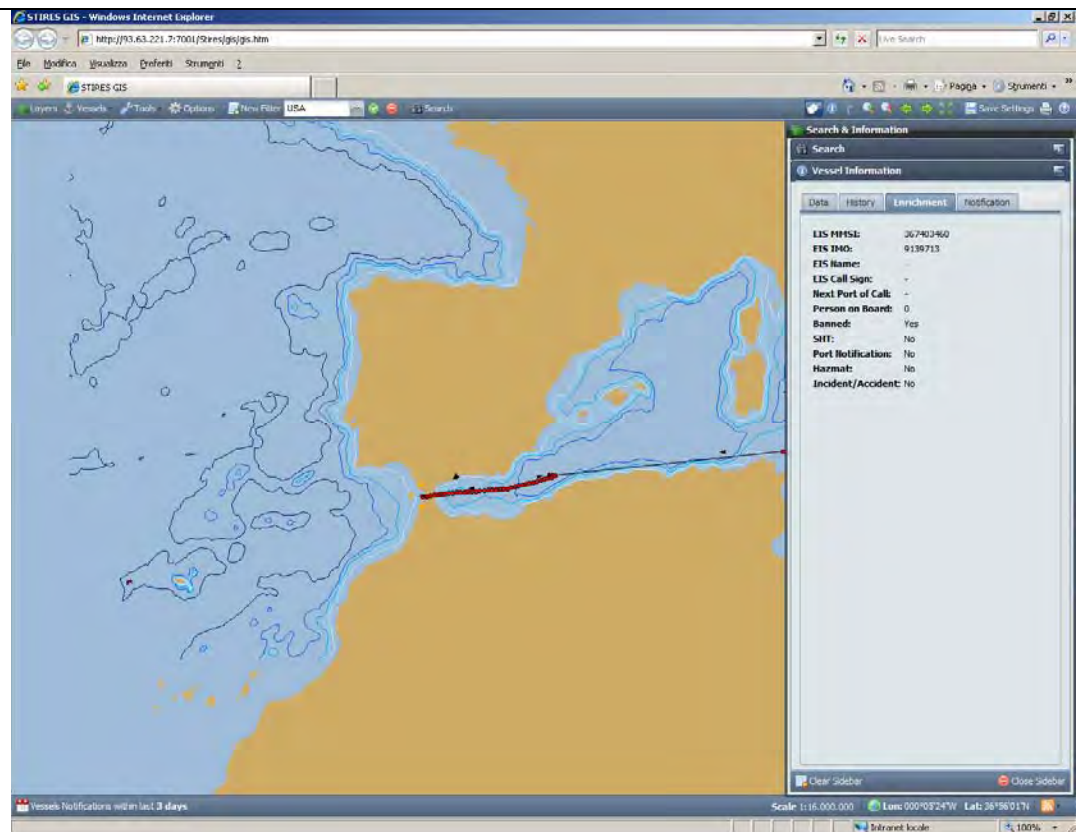 STIRES GIS - Windows Internet Explorer
http://93.63.221.7:7001/Stires/gis/gis.htm
Live Search
File Modifica Visualizza Preferiti Strumenti ?
STIRES GIS
Pagina Strumenti
Layers Vessels Tools Options New Filter USA Search
Save Settings
Search & Information
Search
Vessel Information
Data History Enrichment Notification
EIS MMSI: 367403460
EIS IMO: 9139713
EIS Name: -
EIS Call Sign: -
Next Port of Call: -
Person on Board: 0
Banned: Yes
SHT: No
Port Notification: No
Hazmat: No
Incident/Accident: No
Clear Sidebar Close Sidebar
Vessels Notifications within last 3 days
Scale 1:16.000.000 Lon: 000°05'24"W Lat: 36°56'01"N
Intranet locale 100%